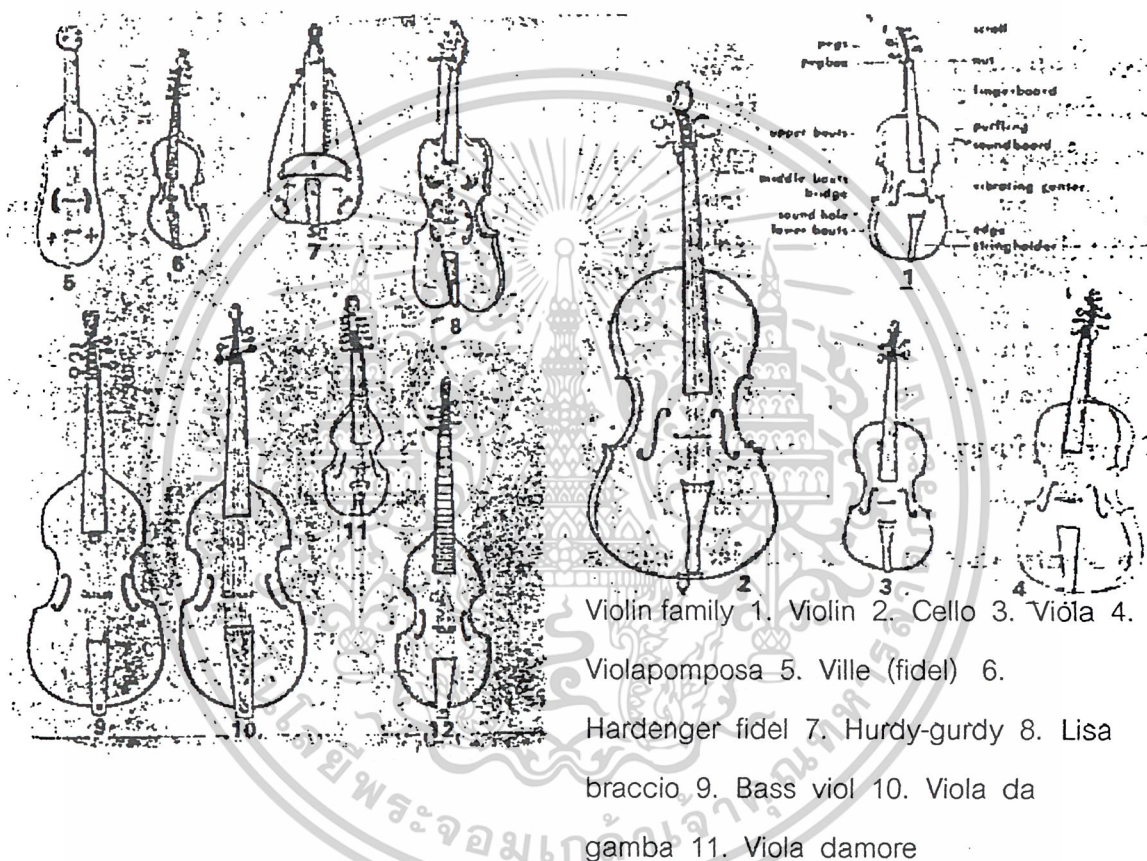 scroll
pegs
pegbox
nut
fingerboard
upper bouts
purfling
soundboard
middle bouts
bridge
vibrating center
sound hole
lower bouts
edge
stringholder
1
5
6
7
8
2
3
4
9
10
11
12
Violin family 1. Violin 2. Cello 3. Viola 4.
Violapomposa 5. Ville (fidel) 6.
Hardenger fidel 7. Hurdy-gurdy 8. Lisa
braccio 9. Bass viol 10. Viola da
gamba 11. Viola damore